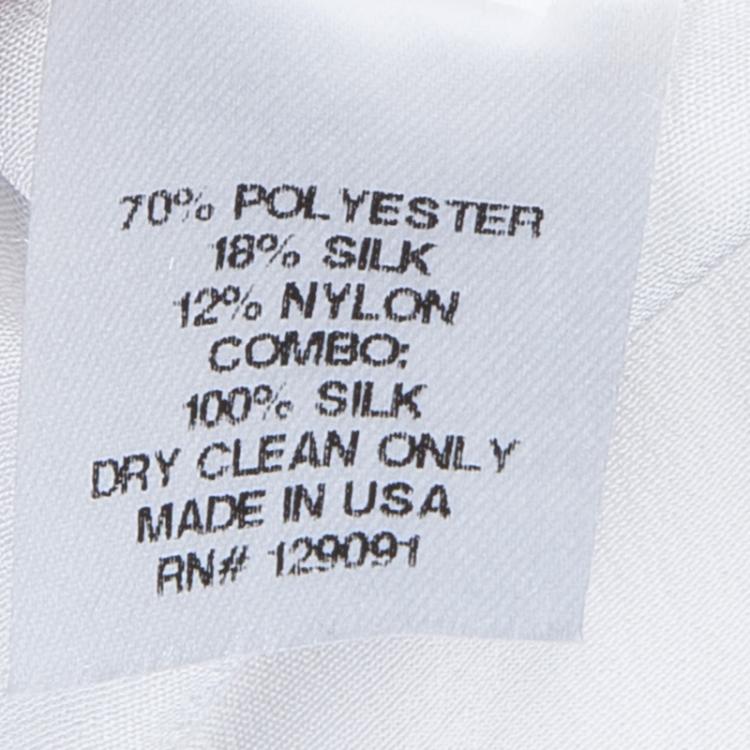 70% POLYESTER
18% SILK
12% NYLON
COMBO:
100% SILK
DRY CLEAN ONLY
MADE IN USA
RN# 129091